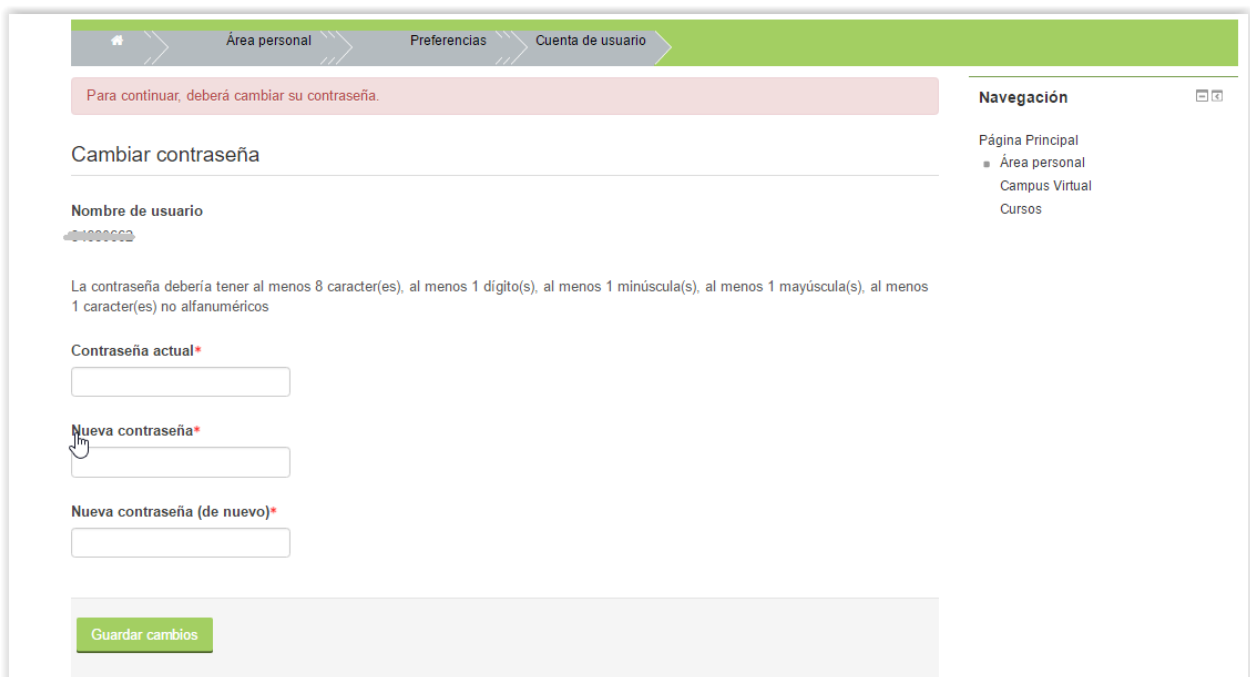 Área personal
Preferencias
Cuenta de usuario
Para continuar, deberá cambiar su contraseña.
Cambiar contraseña
Nombre de usuario
La contraseña debería tener al menos 8 caracter(es), al menos 1 dígito(s), al menos 1 minúscula(s), al menos 1 mayúscula(s), al menos
1 caracter(es) no alfanuméricos
Contraseña actual*
Nueva contraseña*
Nueva contraseña (de nuevo)*
Guardar cambios
Navegación
Página Principal
Área personal
Campus Virtual
Cursos